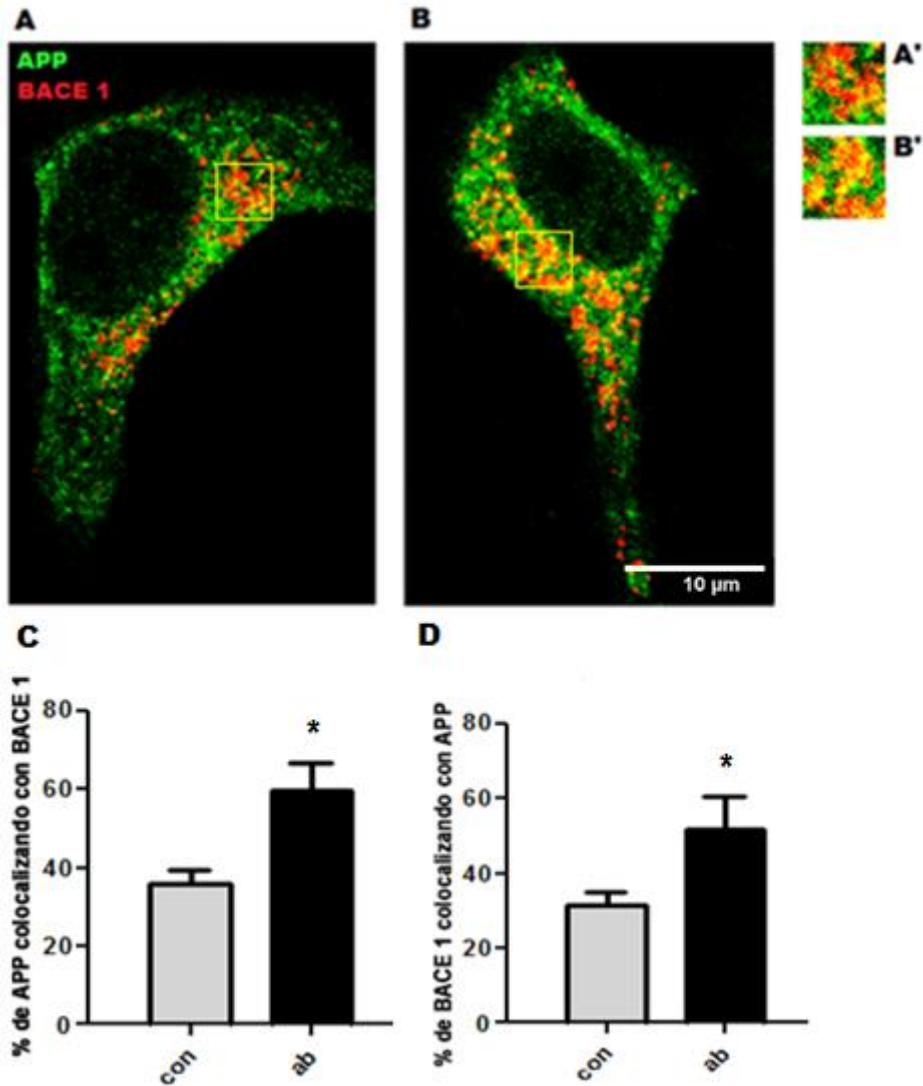 A
B
APP
BACE 1
A'
B'
10 µm
C
D
% de APP colocalizando con BACE 1
80
60
40
20
0
*
con
ab
% de BACE 1 colocalizando con APP
80
60
40
20
0
*
con
ab